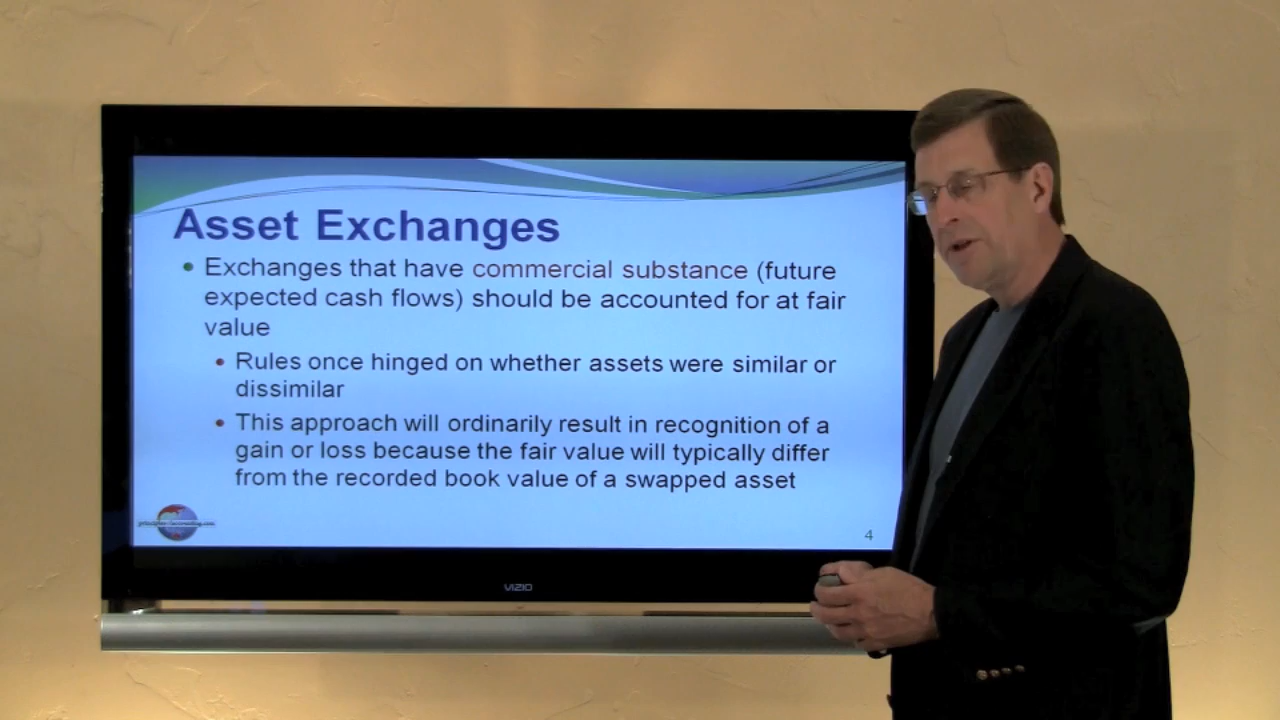 Asset Exchanges
• Exchanges that have commercial substance (future
expected cash flows) should be accounted for at fair
value
• Rules once hinged on whether assets were similar or
dissimilar
• This approach will ordinarily result in recognition of a
gain or loss because the fair value will typically differ
from the recorded book value of a swapped asset
4
VIZIO